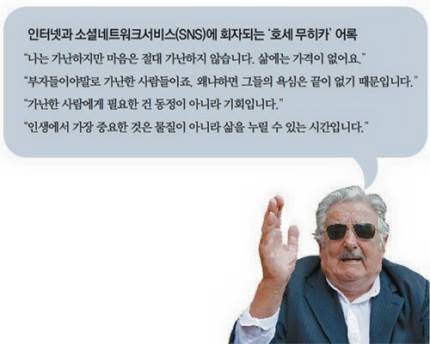 인터넷과 소셜네트워크서비스(SNS)에 회자되는 '호세 무히카' 어록
“나는 가난하지만 마음은 절대 가난하지 않습니다. 삶에는 가격이 없어요.”
“부자들이야말로 가난한 사람들이죠. 왜냐하면 그들의 욕심은 끝이 없기 때문입니다.”
“가난한 사람에게 필요한 건 동정이 아니라 기회입니다.”
“인생에서 가장 중요한 것은 물질이 아니라 삶을 누릴 수 있는 시간입니다.”